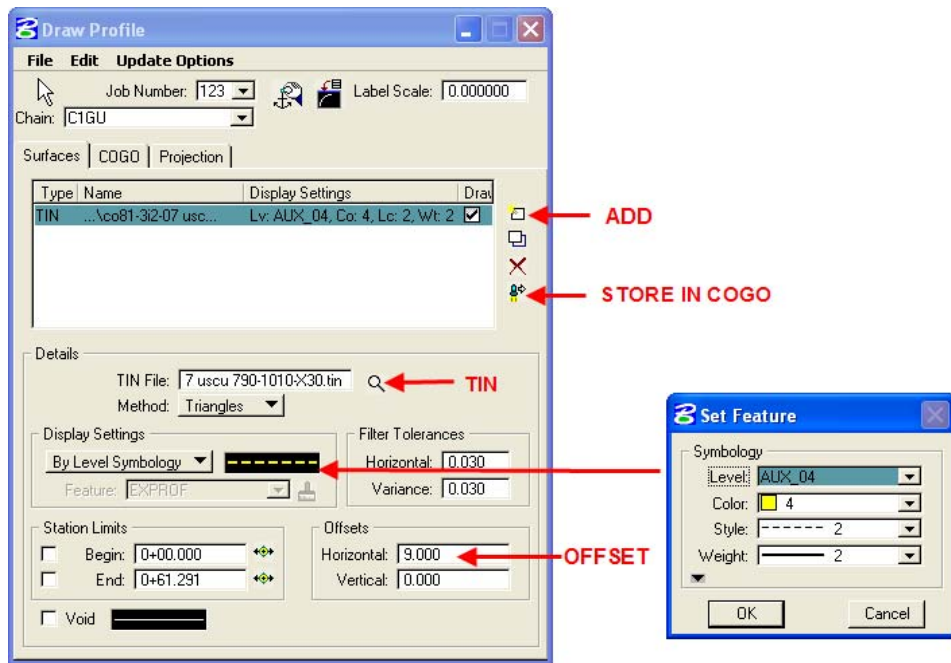 Draw Profile
File Edit Update Options
Job Number: 123 Label Scale: 0.000000
Chain: C1GU
Surfaces COGO Projection
Type Name Display Settings Drav
TIN ...\co81-3i2-07 usc... Lv: AUX_04, Co: 4, Lc: 2, Wt: 2
ADD
STORE IN COGO
Details
TIN File: 7 uscu 790-1010-X30.tin
TIN
Method: Triangles
Display Settings
By Level Symbology
Feature: EXPROF
Filter Tolerances
Horizontal: 0.030
Variance: 0.030
Station Limits
Begin: 0+00.000
End: 0+61.291
Offsets
Horizontal: 9.000
OFFSET
Vertical: 0.000
Void
Set Feature
Symbology
Level: AUX_04
Color: 4
Style: 2
Weight: 2
OK Cancel